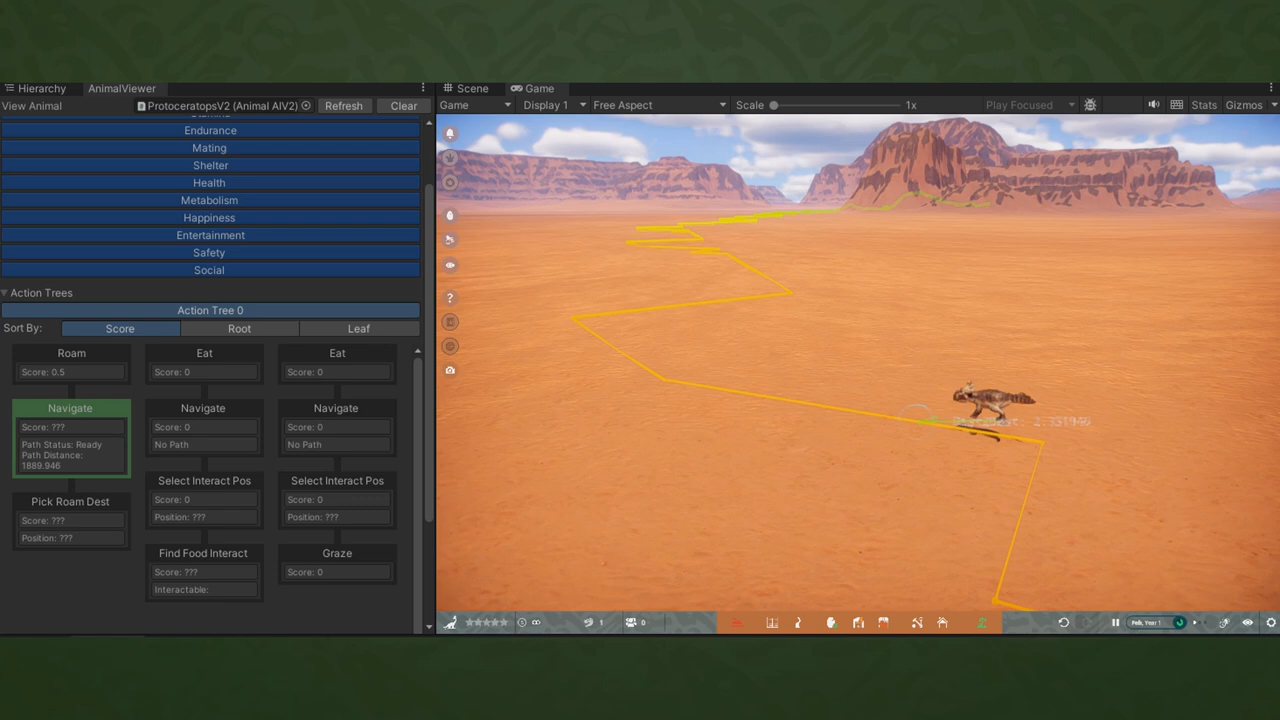 Hierarchy AnimalViewer
View Animal ProtoceratopsV2 (Animal AIV2) Refresh Clear
Endurance
Mating
Shelter
Health
Metabolism
Happiness
Entertainment
Safety
Social
Action Trees
Action Tree 0
Sort By: Score Root Leaf
Roam
Score: 0.5
Navigate
Score: ???
Path Status: Ready
Path Distance:
1889.946
Pick Roam Dest
Score: ???
Position: ???
Eat
Score: 0
Navigate
Score: 0
No Path
Select Interact Pos
Score: 0
Position: ???
Find Food Interact
Score: ???
Interactable:
Eat
Score: 0
Navigate
Score: 0
No Path
Select Interact Pos
Score: 0
Position: ???
Graze
Score: 0
Scene Game
Game Display 1 Free Aspect Scale 1x Play Focused Stats Gizmos
1 0
Feb, Year 1